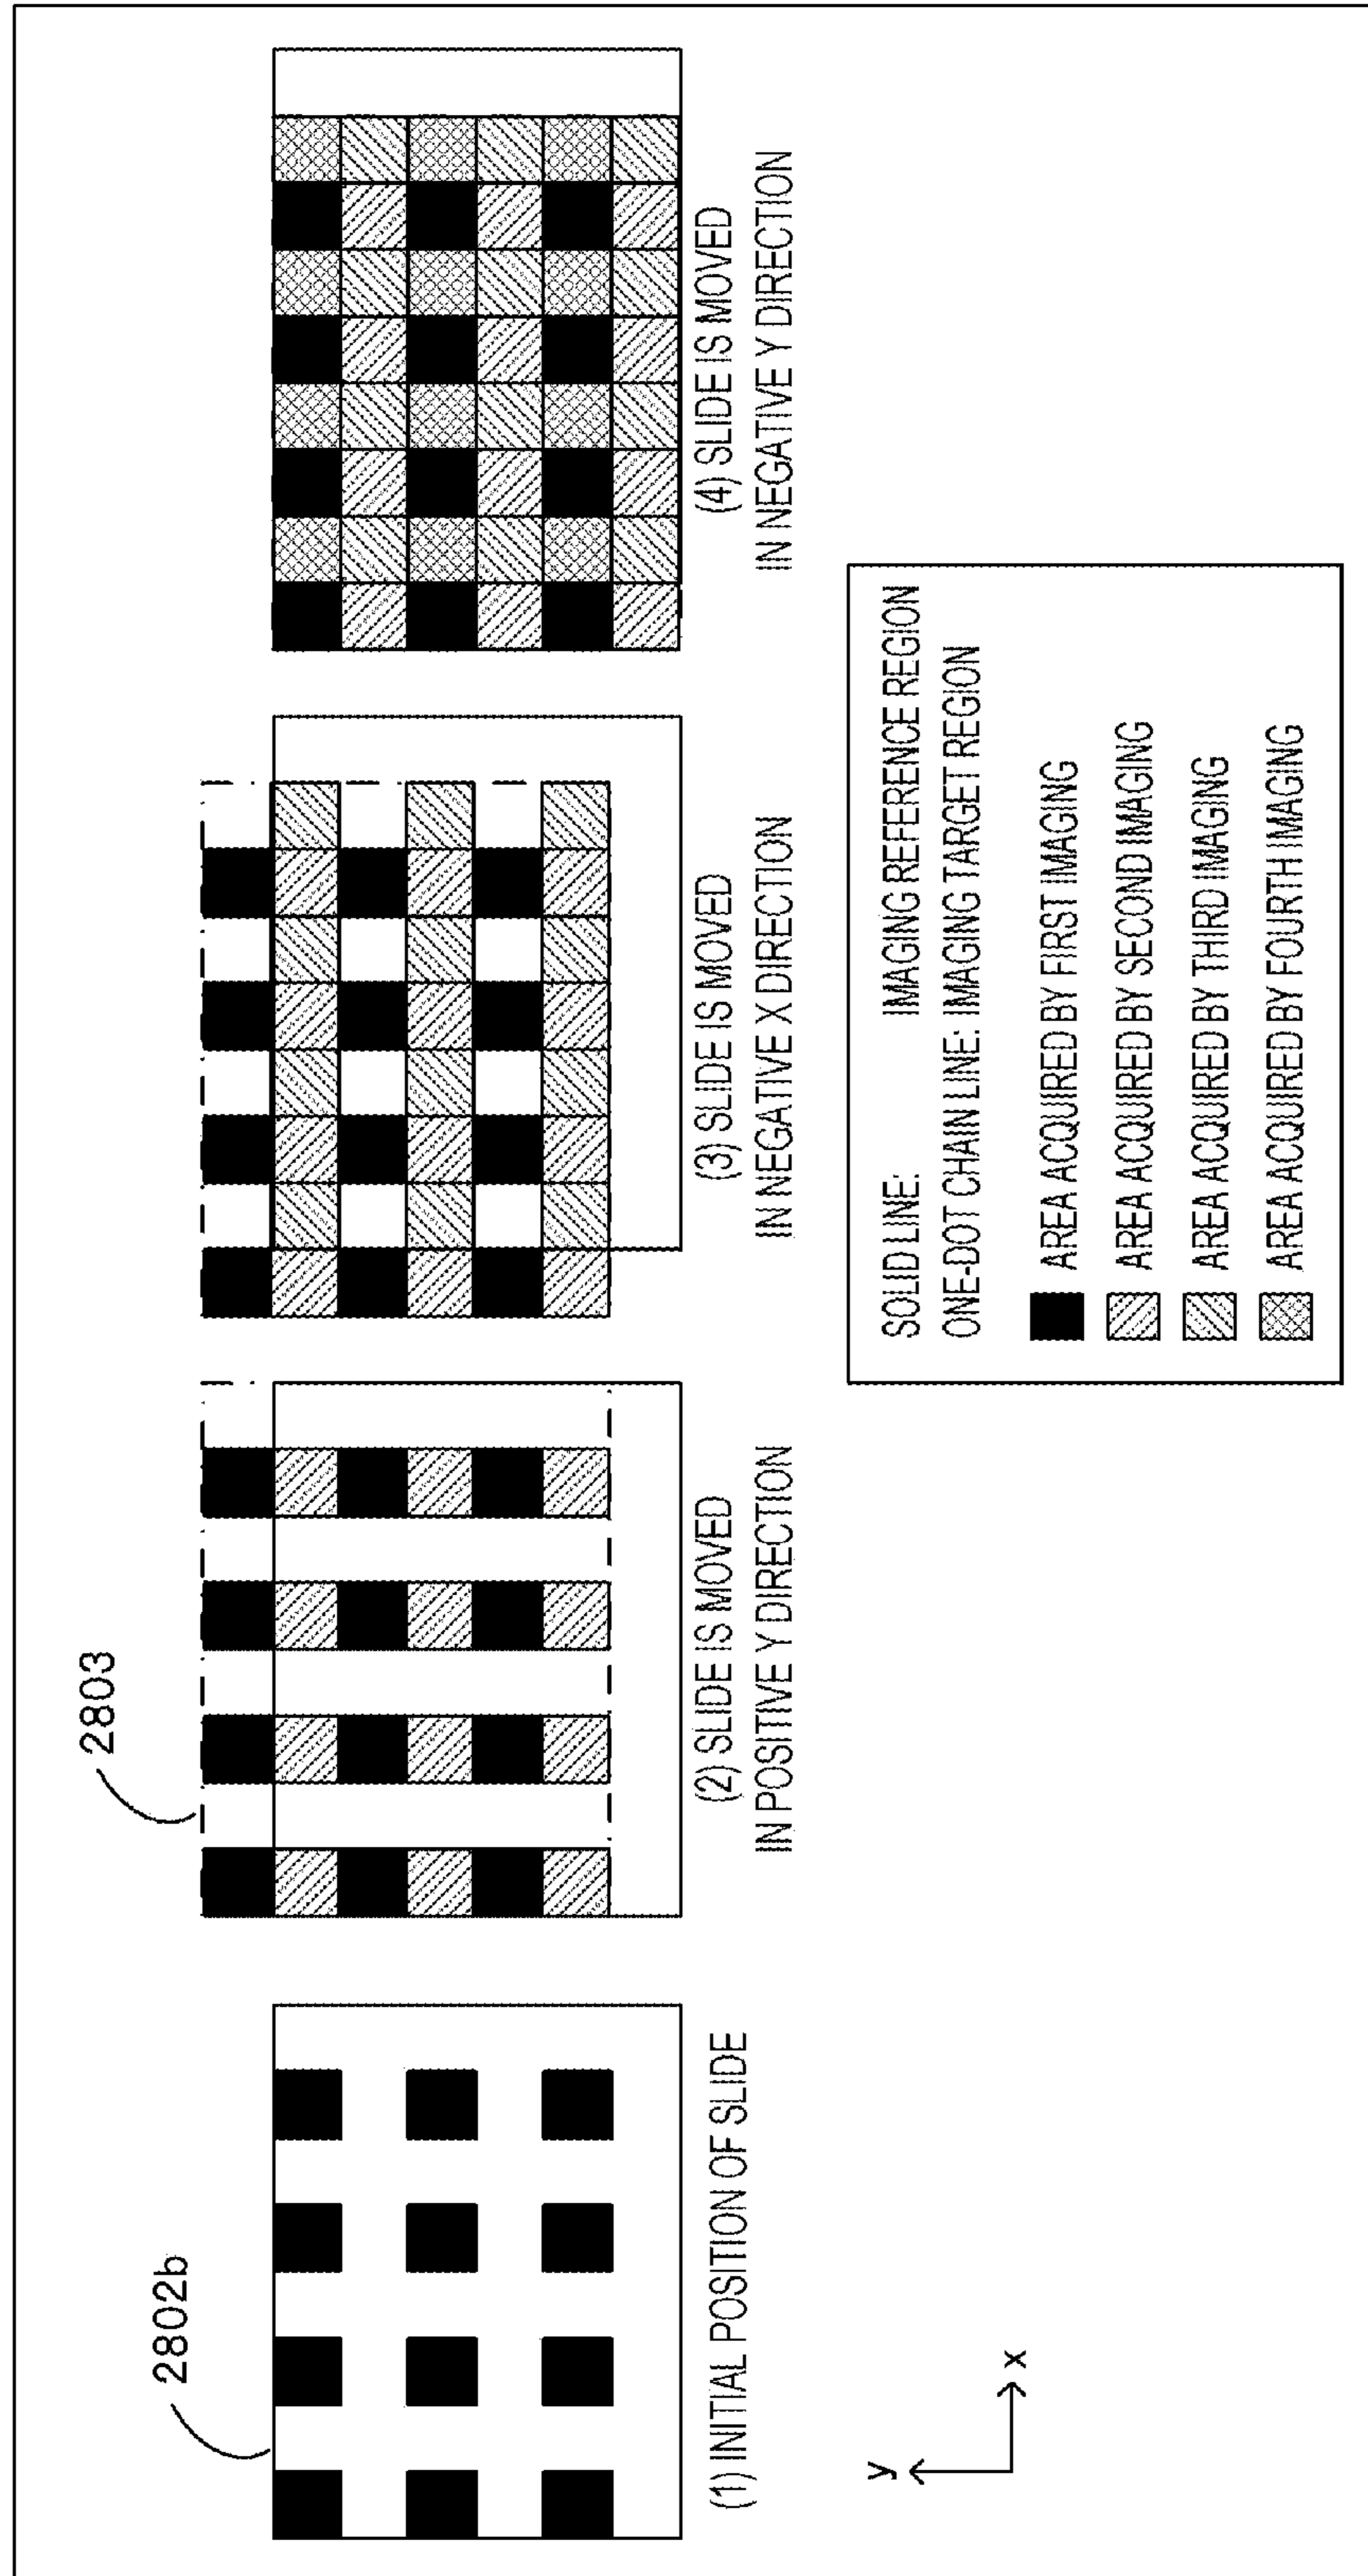 2802b
(1) INITIAL POSITION OF SLIDE
2803
(2) SLIDE IS MOVED
IN POSITIVE Y DIRECTION
(3) SLIDE IS MOVED
IN NEGATIVE X DIRECTION
(4) SLIDE IS MOVED
IN NEGATIVE Y DIRECTION
y
x
SOLID LINE: IMAGING REFERENCE REGION
ONE-DOT CHAIN LINE: IMAGING TARGET REGION
AREA ACQUIRED BY FIRST IMAGING
AREA ACQUIRED BY SECOND IMAGING
AREA ACQUIRED BY THIRD IMAGING
AREA ACQUIRED BY FOURTH IMAGING